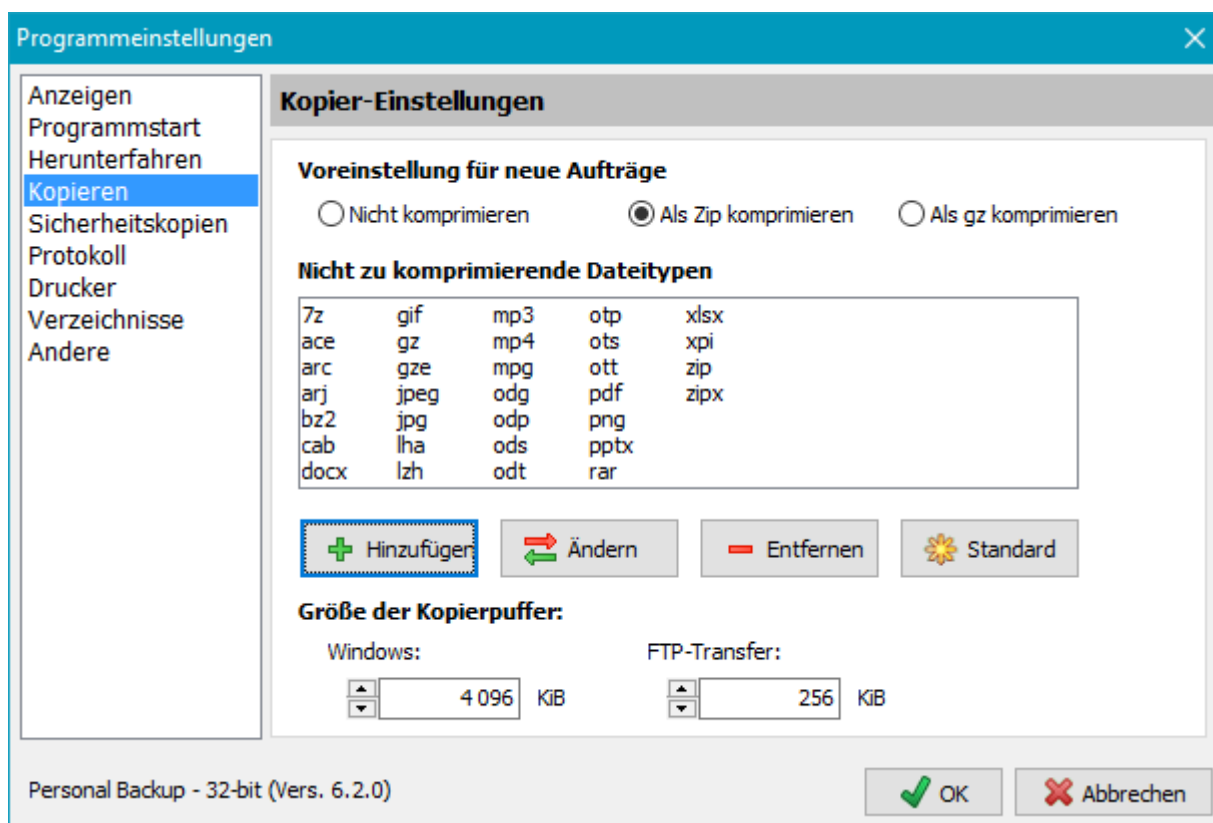 Programmeinstellungen
Anzeigen
Programmstart
Herunterfahren
Kopieren
Sicherheitskopien
Protokoll
Drucker
Verzeichnisse
Andere
Kopier-Einstellungen
Voreinstellung für neue Aufträge
Nicht komprimieren Als Zip komprimieren Als gz komprimieren
Nicht zu komprimierende Dateitypen
7z gif mp3 otp xlsx
ace gz mp4 ots xpi
arc gze mpg ott zip
arj jpeg odg pdf zipx
bz2 jpg odp png
cab lha ods pptx
docx lzh odt rar
Hinzufügen Ändern Entfernen Standard
Größe der Kopierpuffer:
Windows: FTP-Transfer:
4 096 KiB 256 KiB
Personal Backup - 32-bit (Vers. 6.2.0) OK Abbrechen